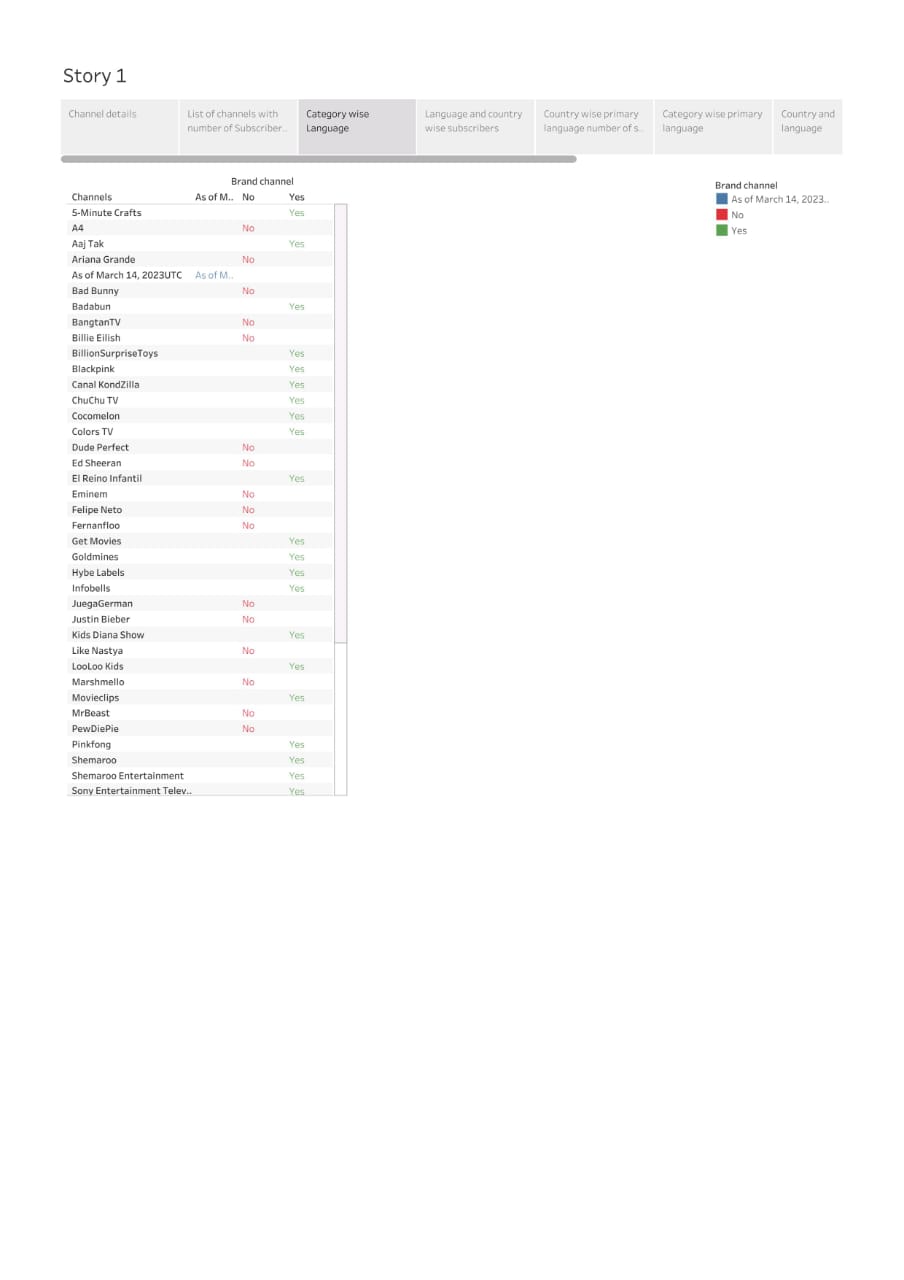 Story 1
Channel details
List of channels with
number of Subscriber..
Category wise
Language
Language and country
wise subscribers
Country wise primary
language number of s..
Category wise primary
language
Country and
language
Brand channel
Channels As of M.. No Yes
5-Minute Crafts Yes
A4 No
Aaj Tak Yes
Ariana Grande No
As of March 14, 2023UTC As of M..
Bad Bunny No
Badabun Yes
BangtanTV No
Billie Eilish No
BillionSurpriseToys Yes
Blackpink Yes
Canal KondZilla Yes
ChuChu TV Yes
Cocomelon Yes
Colors TV Yes
Dude Perfect No
Ed Sheeran No
El Reino Infantil Yes
Eminem No
Felipe Neto No
Fernanfloo No
Get Movies Yes
Goldmines Yes
Hybe Labels Yes
Infobells Yes
JuegaGerman No
Justin Bieber No
Kids Diana Show Yes
Like Nastya No
LooLoo Kids Yes
Marshmello No
Movieclips Yes
MrBeast No
PewDiePie No
Pinkfong Yes
Shemaroo Yes
Shemaroo Entertainment Yes
Sony Entertainment Telev.. Yes
Brand channel
As of March 14, 2023..
No
Yes